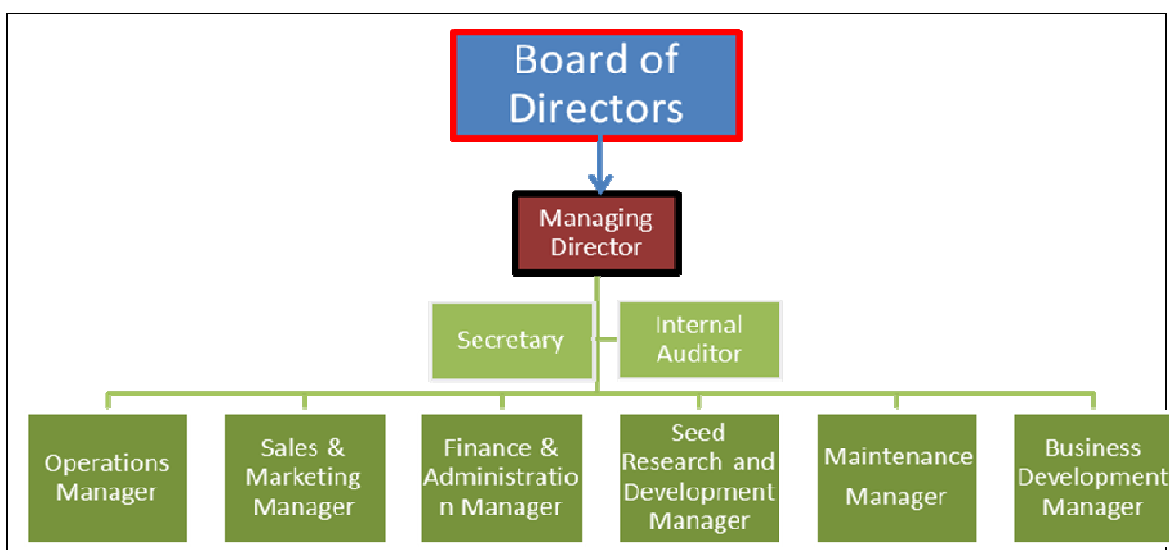 Board of
Directors
Managing
Director
Secretary
Internal
Auditor
Operations
Manager
Sales &
Marketing
Manager
Finance &
Administratio
n Manager
Seed
Research and
Development
Manager
Maintenance
Manager
Business
Development
Manager